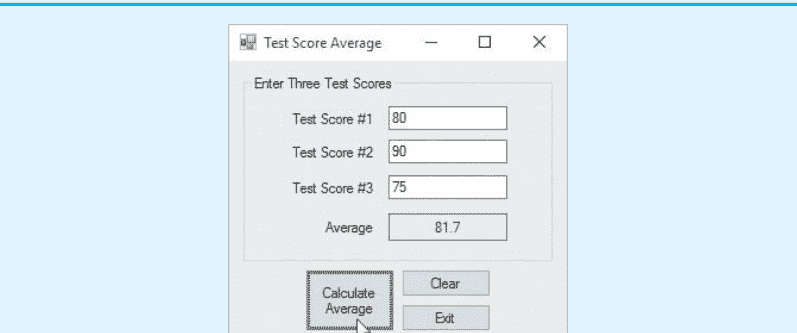 Test Score Average
Enter Three Test Scores
Test Score #1 80
Test Score #2 90
Test Score #3 75
Average 81.7
Calculate
Average
Clear
Exit